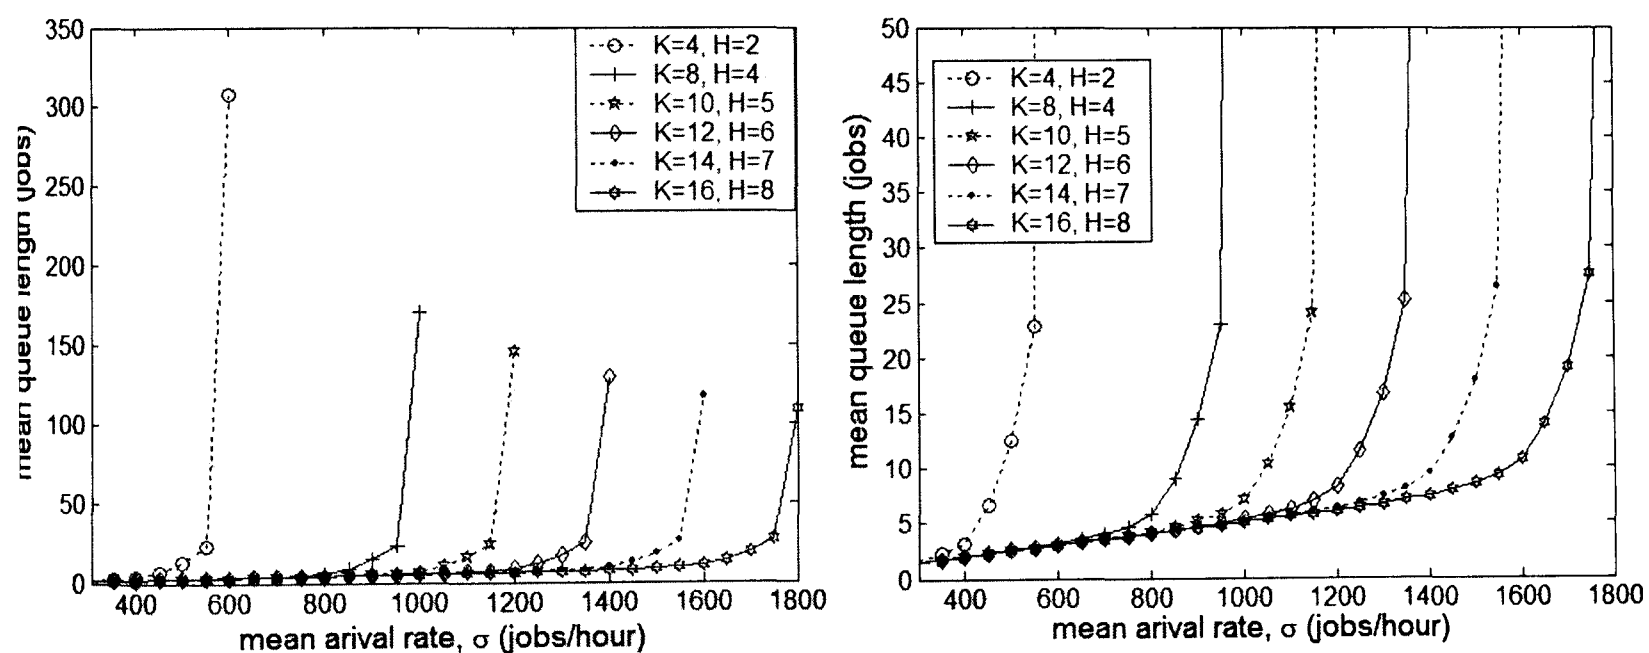 350
300
250
200
150
100
50
0
mean queue length (jobs)
K=4, H=2
K=8, H=4
K=10, H=5
K=12, H=6
K=14, H=7
K=16, H=8
400 600 800 1000 1200 1400 1600 1800
mean arival rate, σ (jobs/hour)
50
45
40
35
30
25
20
15
10
5
0
mean queue length (jobs)
K=4, H=2
K=8, H=4
K=10, H=5
K=12, H=6
K=14, H=7
K=16, H=8
400 600 800 1000 1200 1400 1600 1800
mean arival rate, σ (jobs/hour)